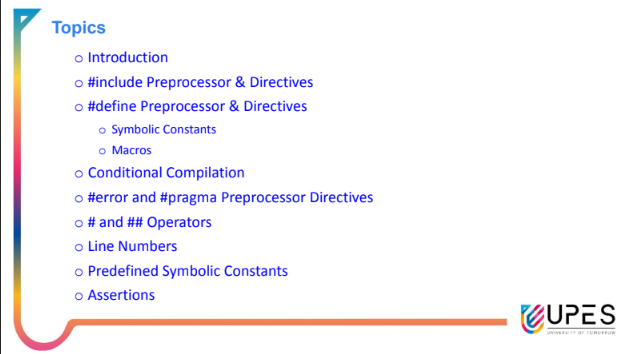 Topics
o Introduction
o #include Preprocessor & Directives
o #define Preprocessor & Directives
o Symbolic Constants
o Macros
o Conditional Compilation
o #error and #pragma Preprocessor Directives
o # and ## Operators
o Line Numbers
o Predefined Symbolic Constants
o Assertions
UPES
UNIVERSITY OF TOMORROW